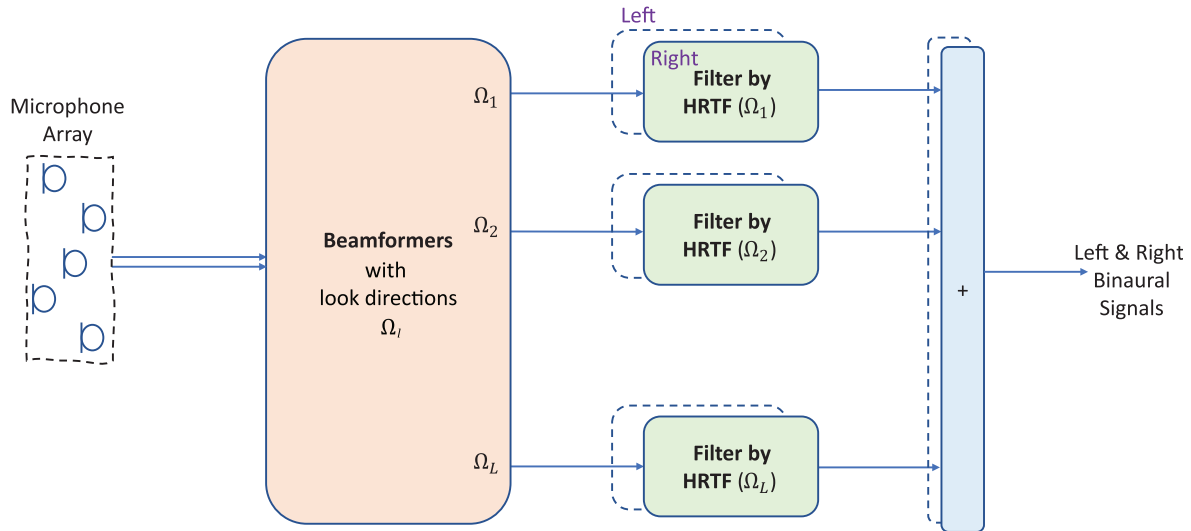 Microphone
Array
Beamformers
with
look directions
Ω𝑙
Ω1
Ω2
Ω𝐿
Left
Right
Filter by
HRTF (Ω1)
Filter by
HRTF (Ω2)
Filter by
HRTF (Ω𝐿)
+
Left & Right
Binaural
Signals